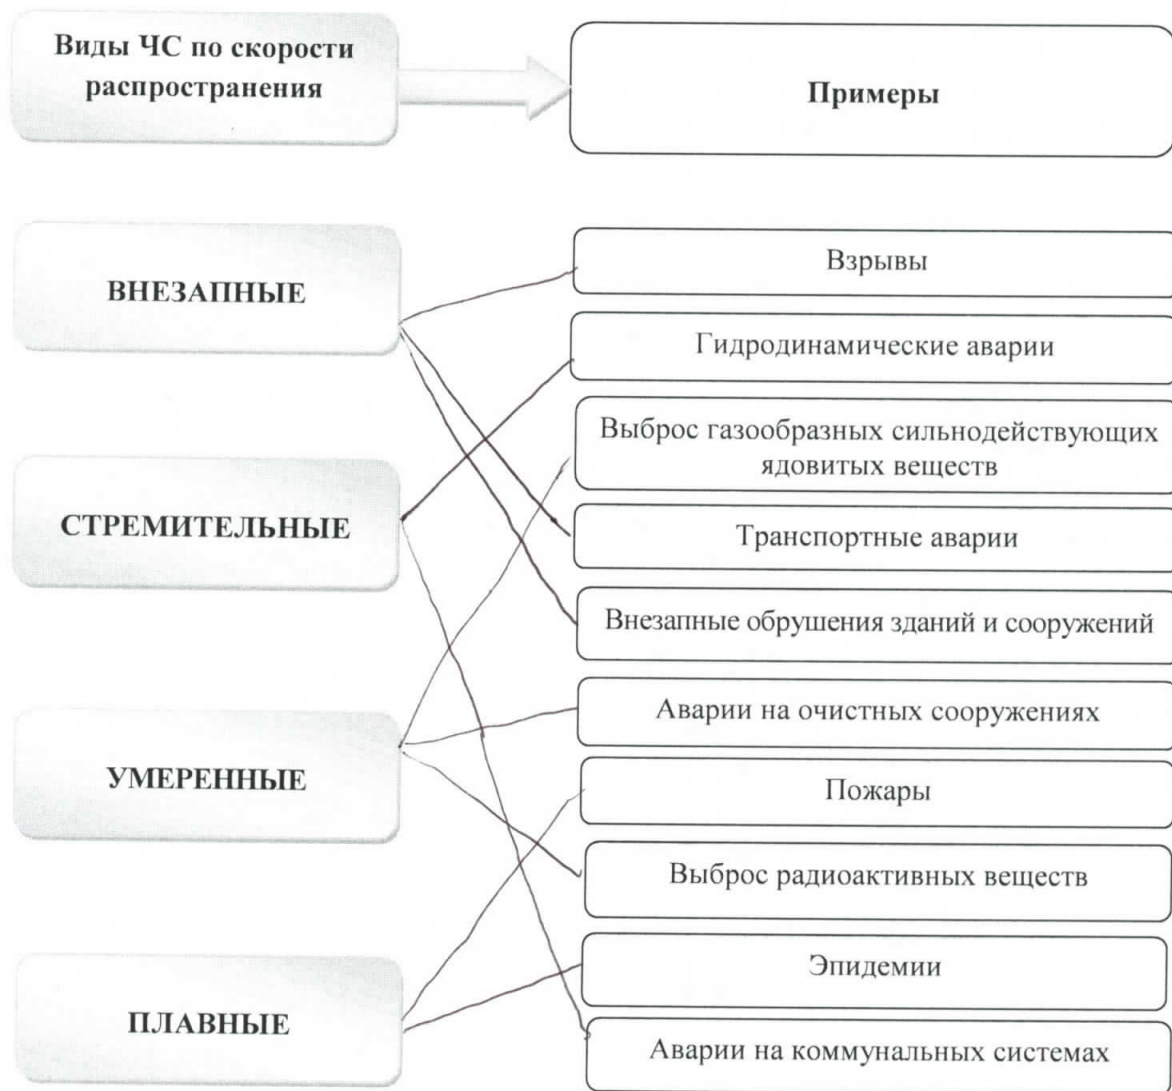 Виды ЧС по скорости
распространения
Примеры
ВНЕЗАПНЫЕ
СТРЕМИТЕЛЬНЫЕ
УМЕРЕННЫЕ
ПЛАВНЫЕ
Взрывы
Гидродинамические аварии
Выброс газообразных сильнодействующих
ядовитых веществ
Транспортные аварии
Внезапные обрушения зданий и сооружений
Аварии на очистных сооружениях
Пожары
Выброс радиоактивных веществ
Эпидемии
Аварии на коммунальных системах